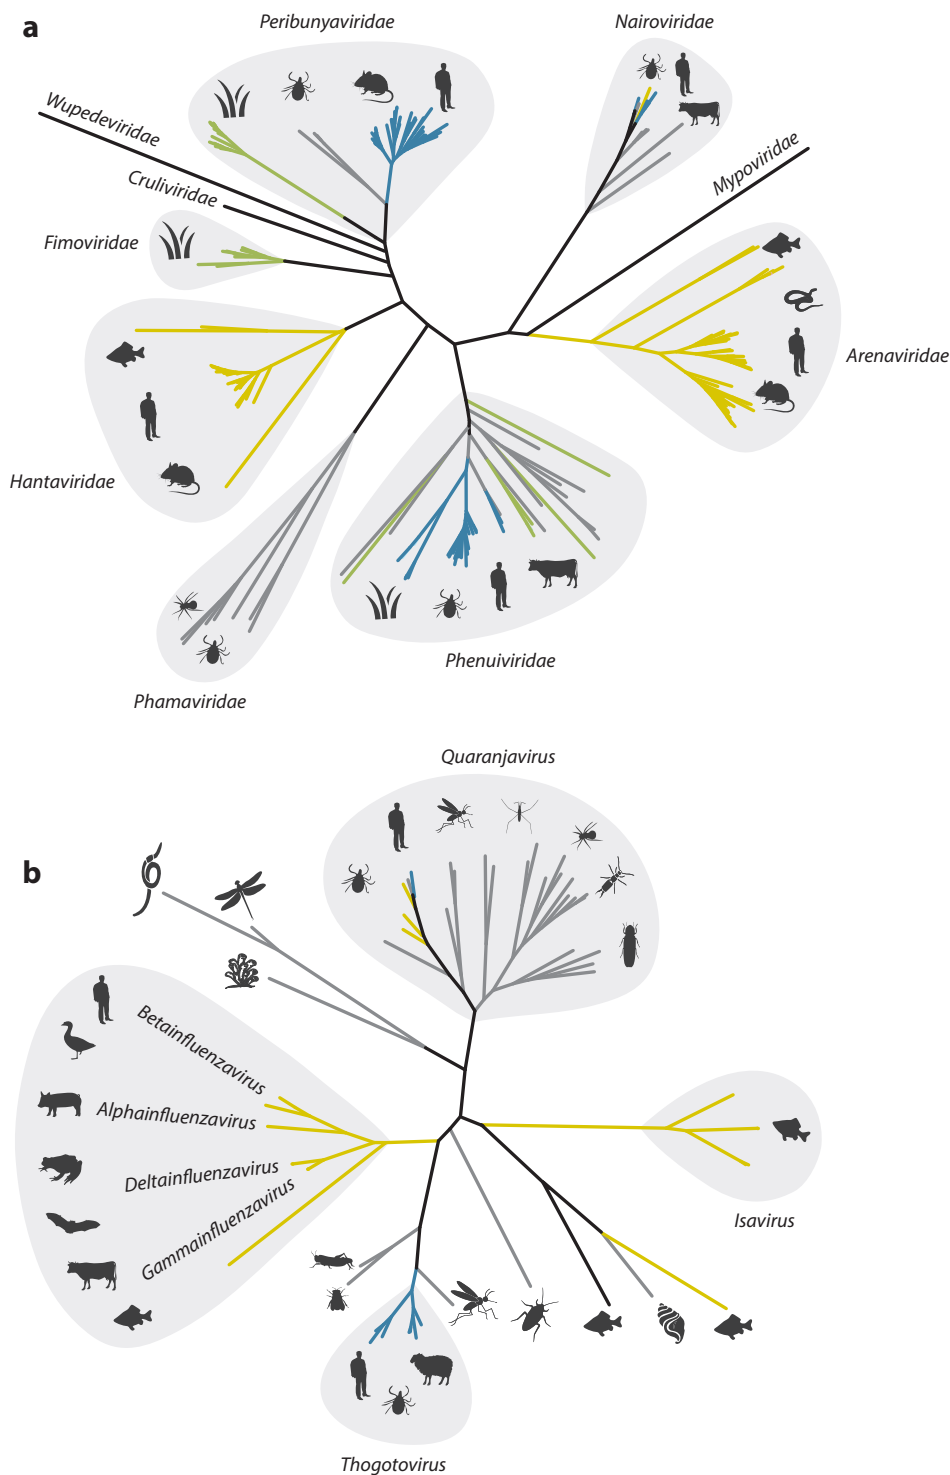 a
Peribunyaviridae
Nairoviridae
Wupedeviridae
Cruliviridae
Mypoviridae
Fimoviridae
Arenaviridae
Hantaviridae
Phenuiviridae
Phamaviridae
Quaranjavirus
b
Betainfluenzavirus
Alphainfluenzavirus
Deltainfluenzavirus
Gammainfluenzavirus
Isavirus
Thogotovirus